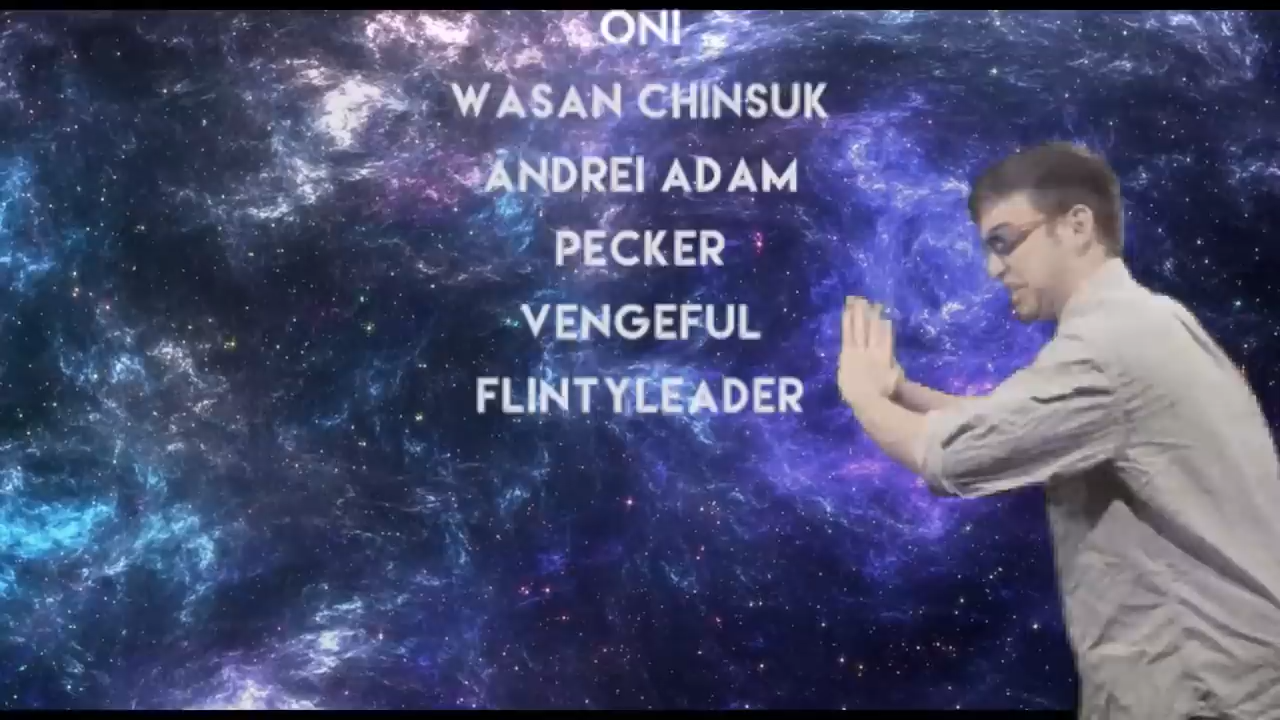 ONI
WASAN CHINSUK
ANDREI ADAM
PECKER
VENGEFUL
FLINTYLEADER